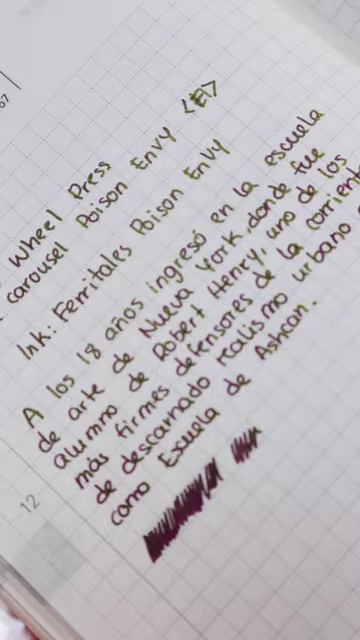 67
Wheel Press
carousel Poison Envy <EF>
Ink: Ferritales Poison Envy
A los 18 años ingresó en la escuela
de arte de Nueva York, donde fue
alumno de Robert Henry, uno de los
más firmes defensores de la corriente
de descarnado realismo urbano
como Escuela de Ashcan.
12